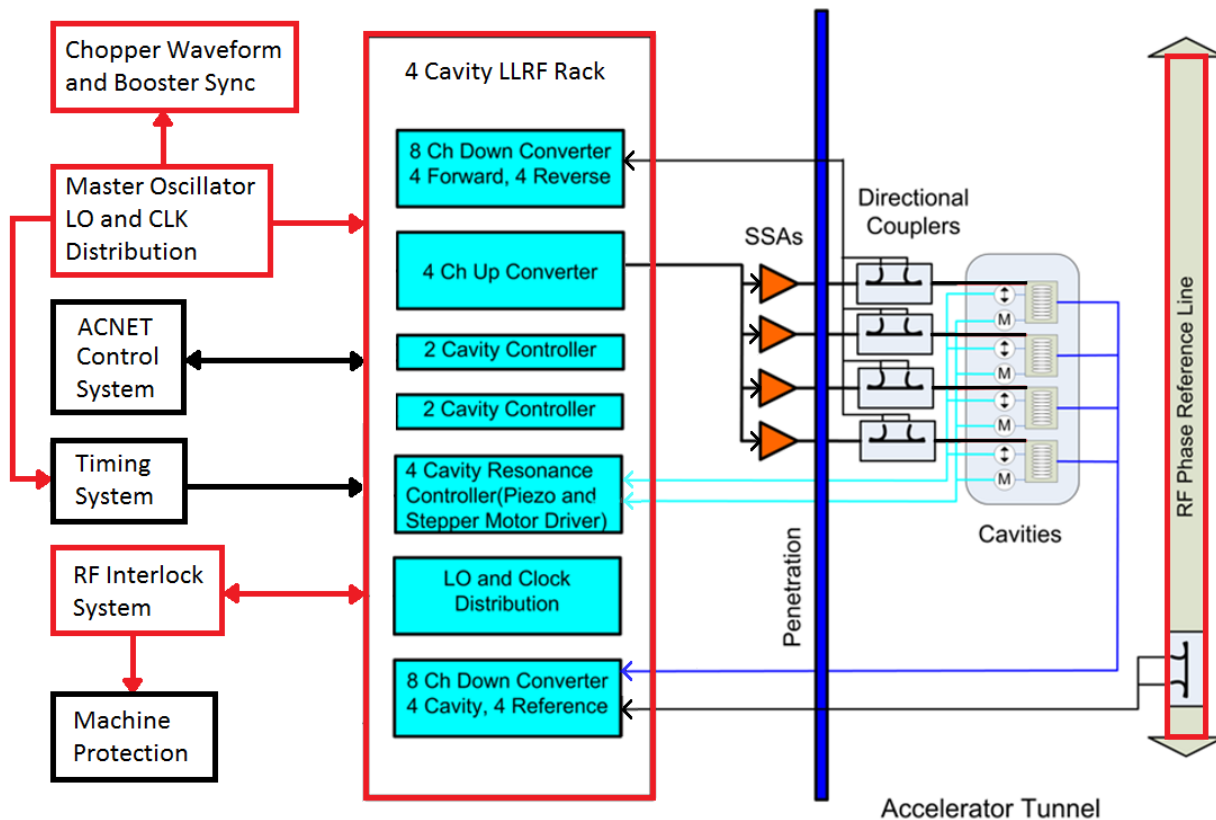 Chopper Waveform
and Booster Sync
Master Oscillator
LO and CLK
Distribution
ACNET
Control
System
Timing
System
RF Interlock
System
Machine
Protection
4 Cavity LLRF Rack
8 Ch Down Converter
4 Forward, 4 Reverse
4 Ch Up Converter
2 Cavity Controller
2 Cavity Controller
4 Cavity Resonance
Controller(Piezo and
Stepper Motor Driver)
LO and Clock
Distribution
8 Ch Down Converter
4 Cavity, 4 Reference
SSAs
Penetration
Directional
Couplers
M
M
M
M
Cavities
RF Phase Reference Line
Accelerator Tunnel